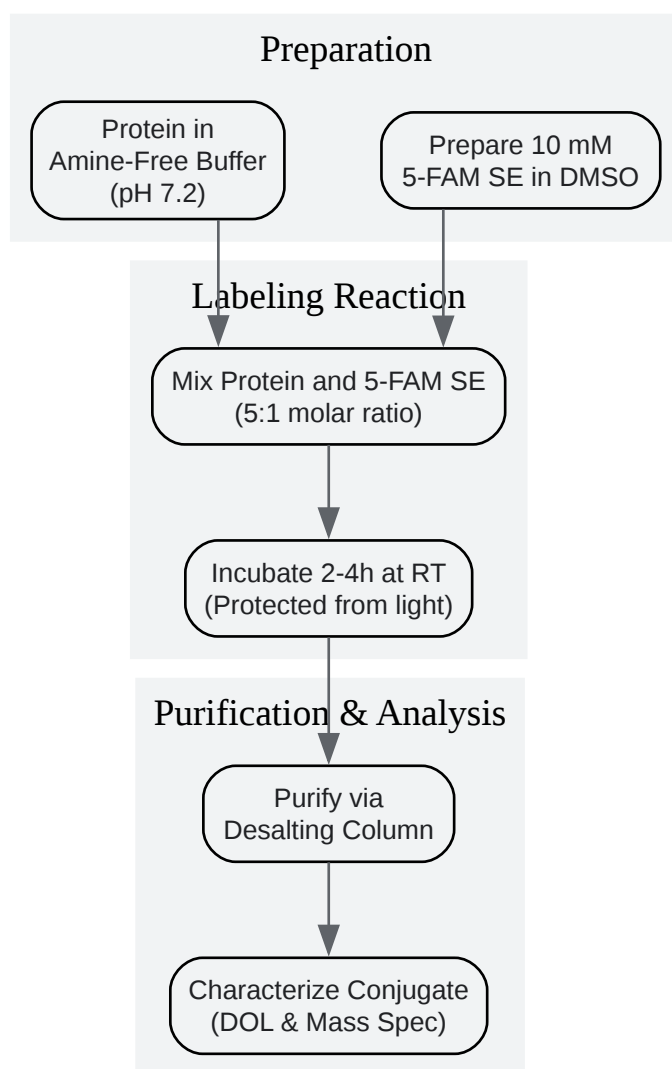 Preparation
Protein in
Amine-Free Buffer
(pH 7.2)
Prepare 10 mM
5-FAM SE in DMSO
Labeling Reaction
Mix Protein and 5-FAM SE
(5:1 molar ratio)
Incubate 2-4h at RT
(Protected from light)
Purification & Analysis
Purify via
Desalting Column
Characterize Conjugate
(DOL & Mass Spec)